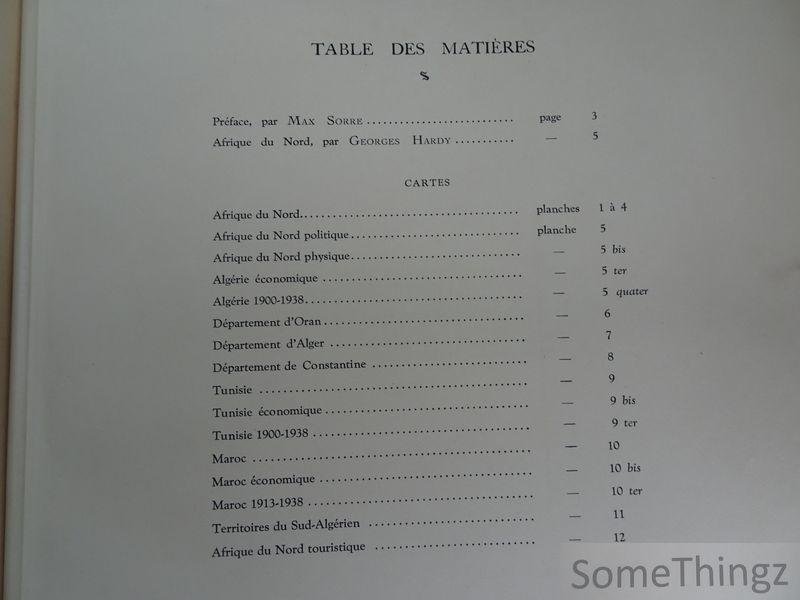 TABLE DES MATIÈRES
Préface, par MAX SORRE .......................... page 3
Afrique du Nord, par GEORGES HARDY ........... — 5
CARTES
Afrique du Nord....................................... planches 1 à 4
Afrique du Nord politique............................... planche 5
Afrique du Nord physique............................... — 5 bis
Algérie économique .................................... — 5 ter
Algérie 1900-1938....................................... — 5 quater
Département d'Oran.................................... — 6
Département d'Alger ................................... — 7
Département de Constantine ............................ — 8
Tunisie ................................................ — 9
Tunisie économique..................................... — 9 bis
Tunisie 1900-1938 ....................................... — 9 ter
Maroc .................................................. — 10
Maroc économique ...................................... — 10 bis
Maroc 1913-1938 ......................................... — 10 ter
Territoires du Sud-Algérien .............................. — 11
Afrique du Nord touristique ............................. — 12
SomeThingz